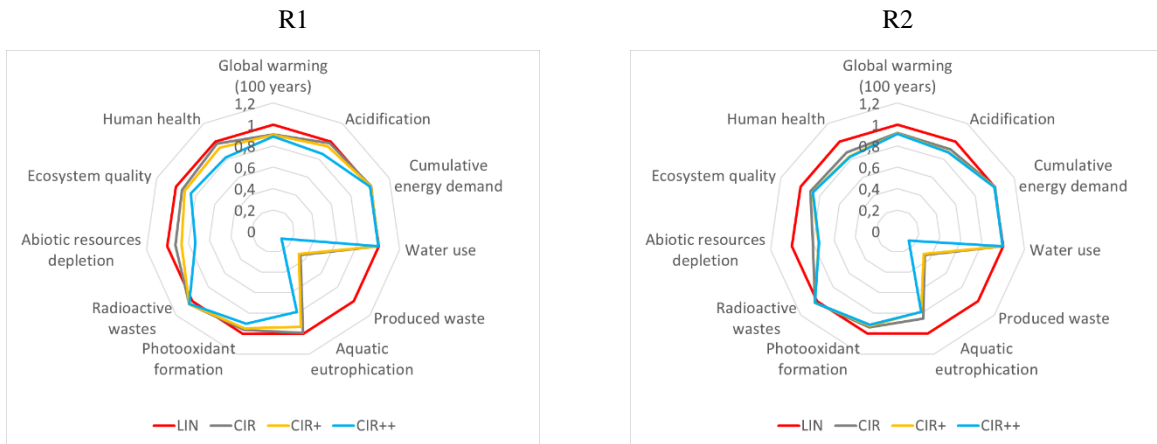 R1
Global warming
(100 years)
Human health
Acidification
Ecosystem quality
Cumulative
energy demand
Abiotic resources
depletion
Water use
Radioactive
wastes
Produced waste
Photooxidant
formation
Aquatic
eutrophication
1,2
1
0,8
0,6
0,4
0,2
0
LIN CIR CIR+ CIR++
R2
Global warming
(100 years)
Human health
Acidification
Ecosystem quality
Cumulative
energy demand
Abiotic resources
depletion
Water use
Radioactive
wastes
Produced waste
Photooxidant
formation
Aquatic
eutrophication
1,2
1
0,8
0,6
0,4
0,2
0
LIN CIR CIR+ CIR++